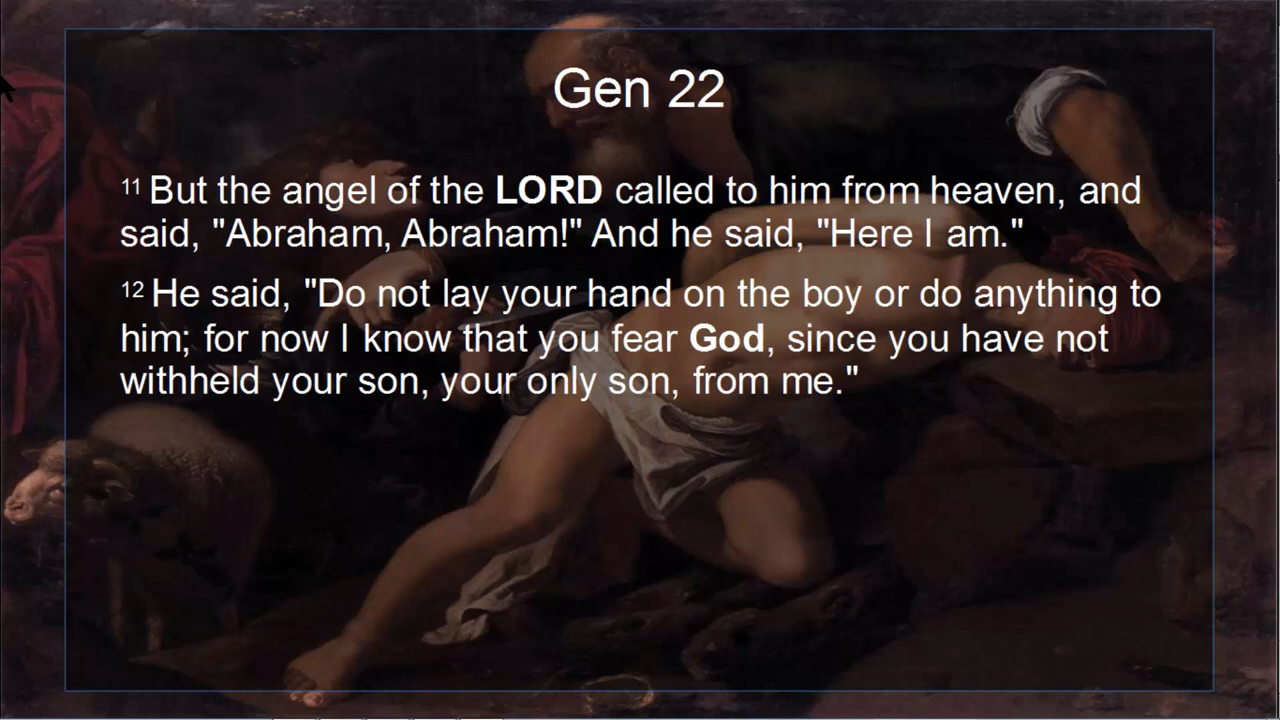 Gen 22
11 But the angel of the LORD called to him from heaven, and
said, "Abraham, Abraham!" And he said, "Here I am."
12 He said, "Do not lay your hand on the boy or do anything to
him; for now I know that you fear God, since you have not
withheld your son, your only son, from me."